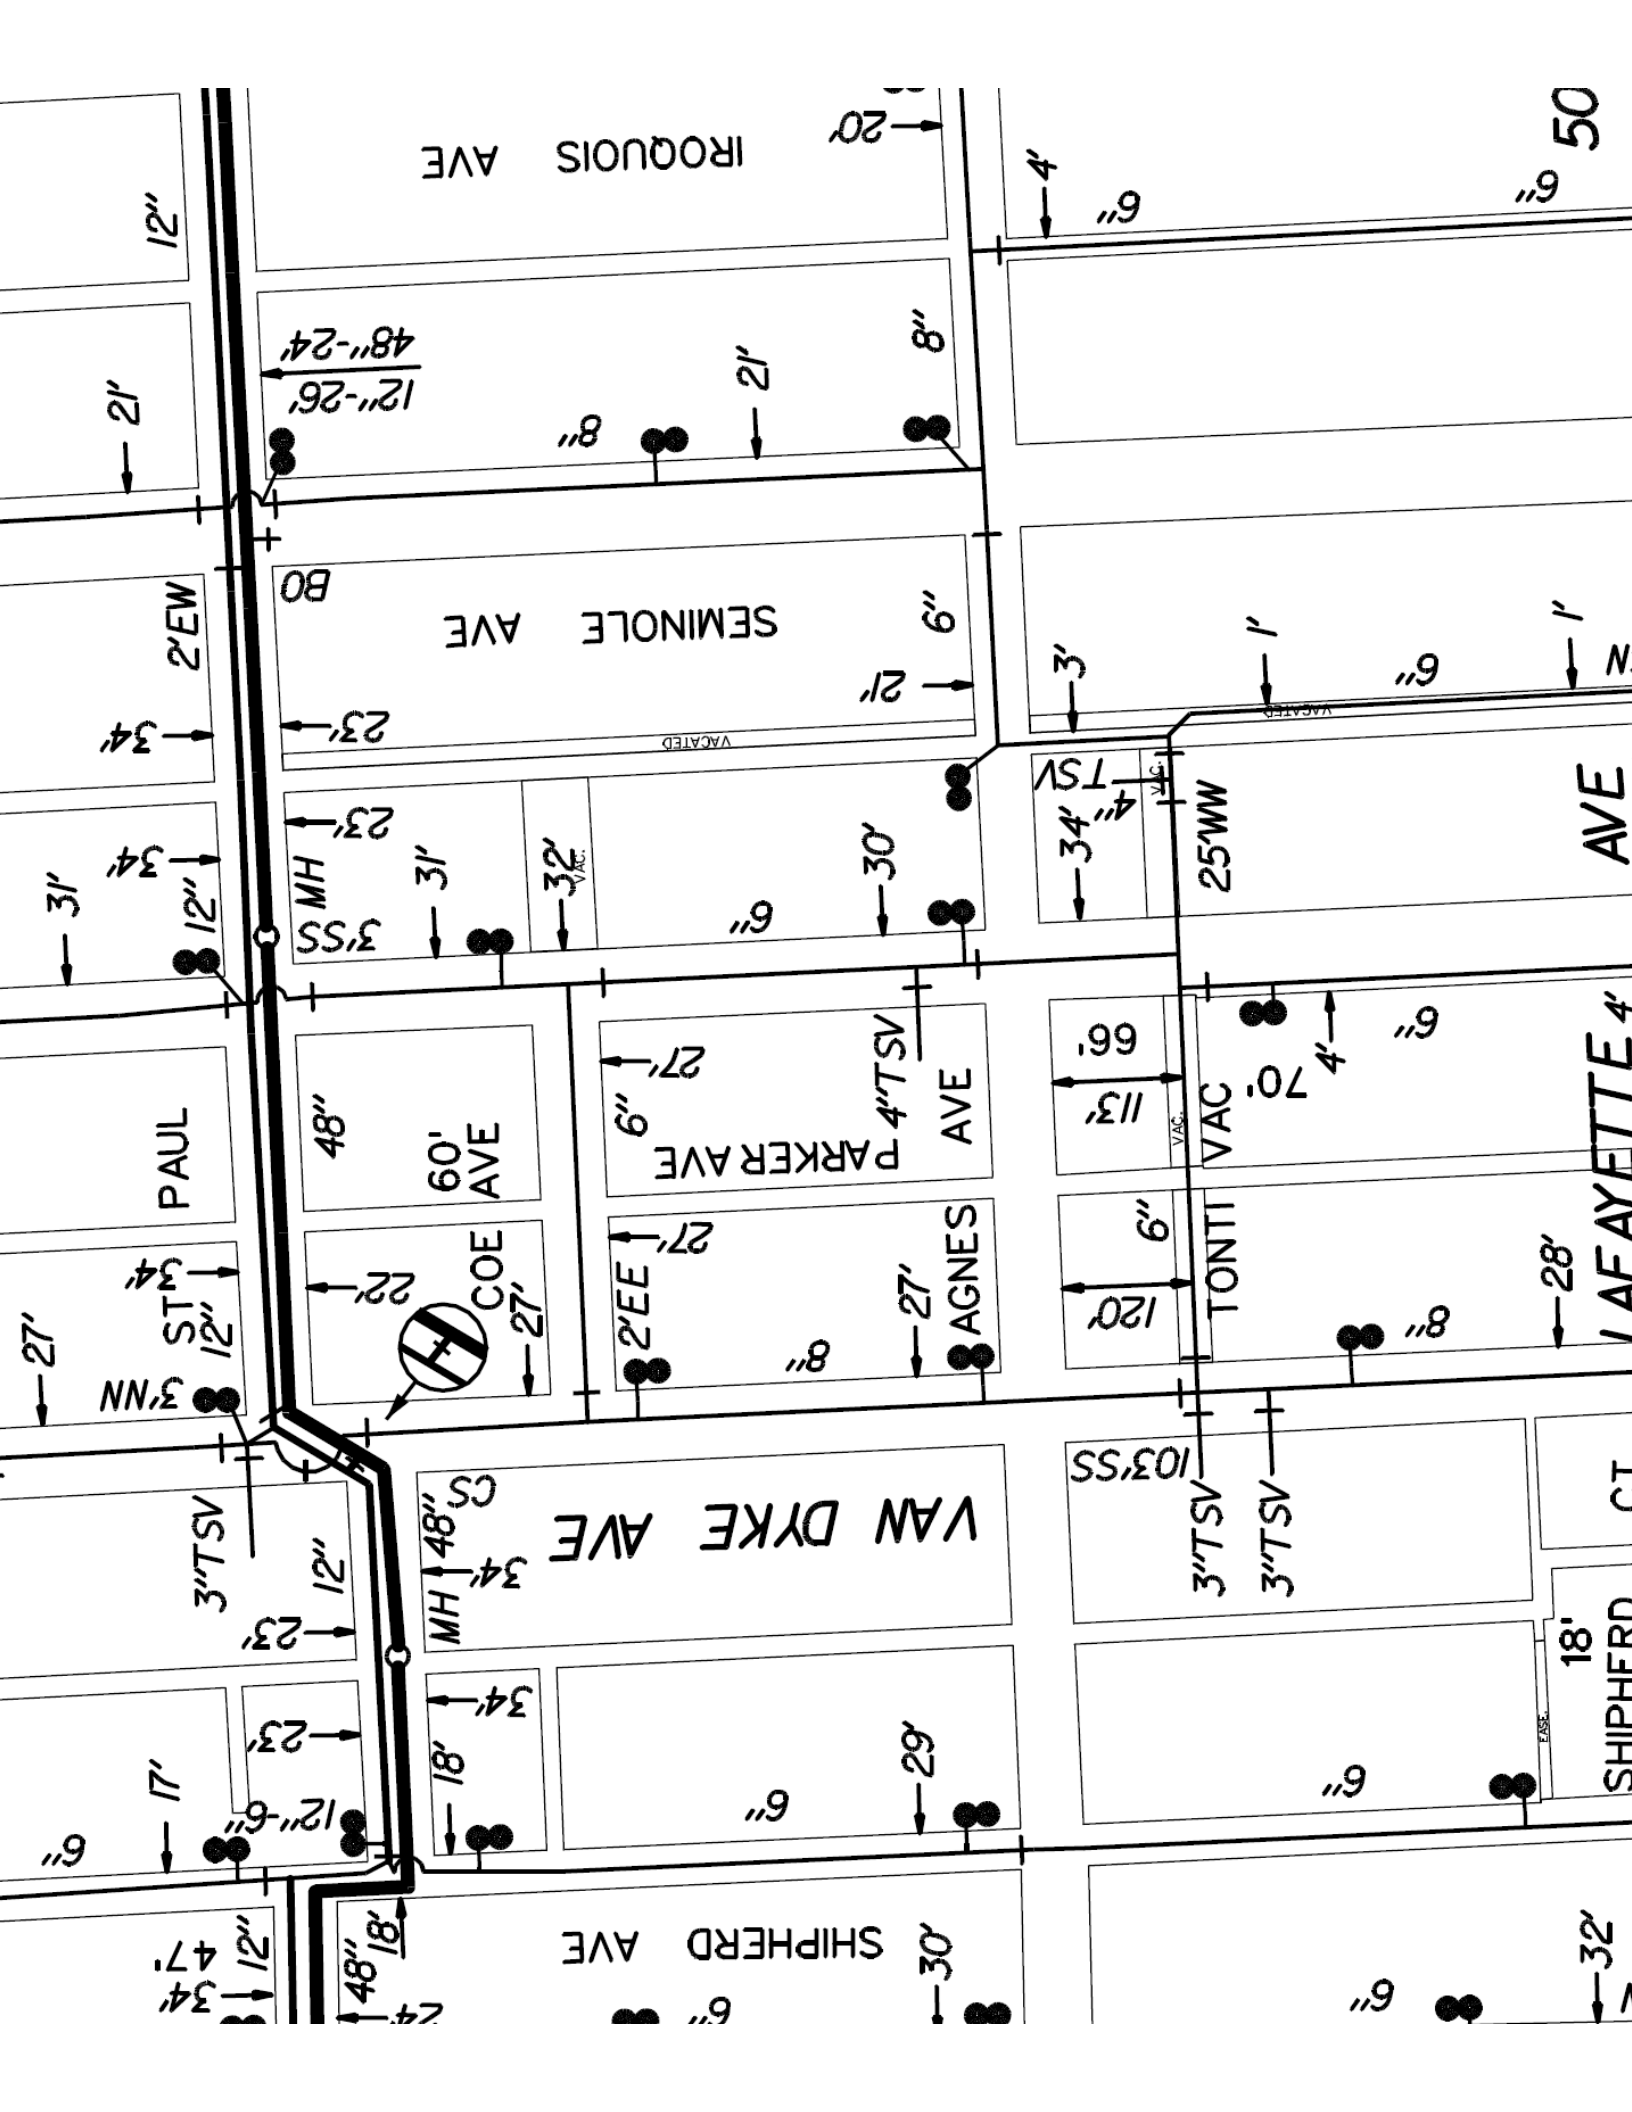 50
20'
IROQUOIS AVE
4'
6"
6"
12"
48"-24'
12"-26'
8"
21'
21'
8"
2'EW
BO
SEMINOLE AVE
6"
1'
1'
3'
6"
21'
34'
23'
VACATED
VACATED
TSV
VAC.
4"
34'
25'WW
AVE
23'
MH
31'
32'
VAC.
30'
34'
12"
31'
3'SS
6"
6"
66'
113'
70'
4'
4'
27'
4"TSV
6"
48"
PAUL
60'
AVE
PARKER AVE
AVE
VAC.
VAC
LAFAYETTE
34'
ST
12"
22'
COE
27'
27'
2'EE
27'
AGNES
8"
120'
6"
TONTI
8"
28'
27'
3'NN
H
CS
48"
34'
MH
VAN DYKE AVE
103'SS
3"TSV
3"TSV
CT
3"TSV
12"
23'
34'
23'
18'
29'
6"
6"
EASE.
18'
SHIPHERD
17'
12"-6"
6"
47'
34'
12"
48"
18'
SHIPHERD AVE
30'
32'
24'
6"
6"